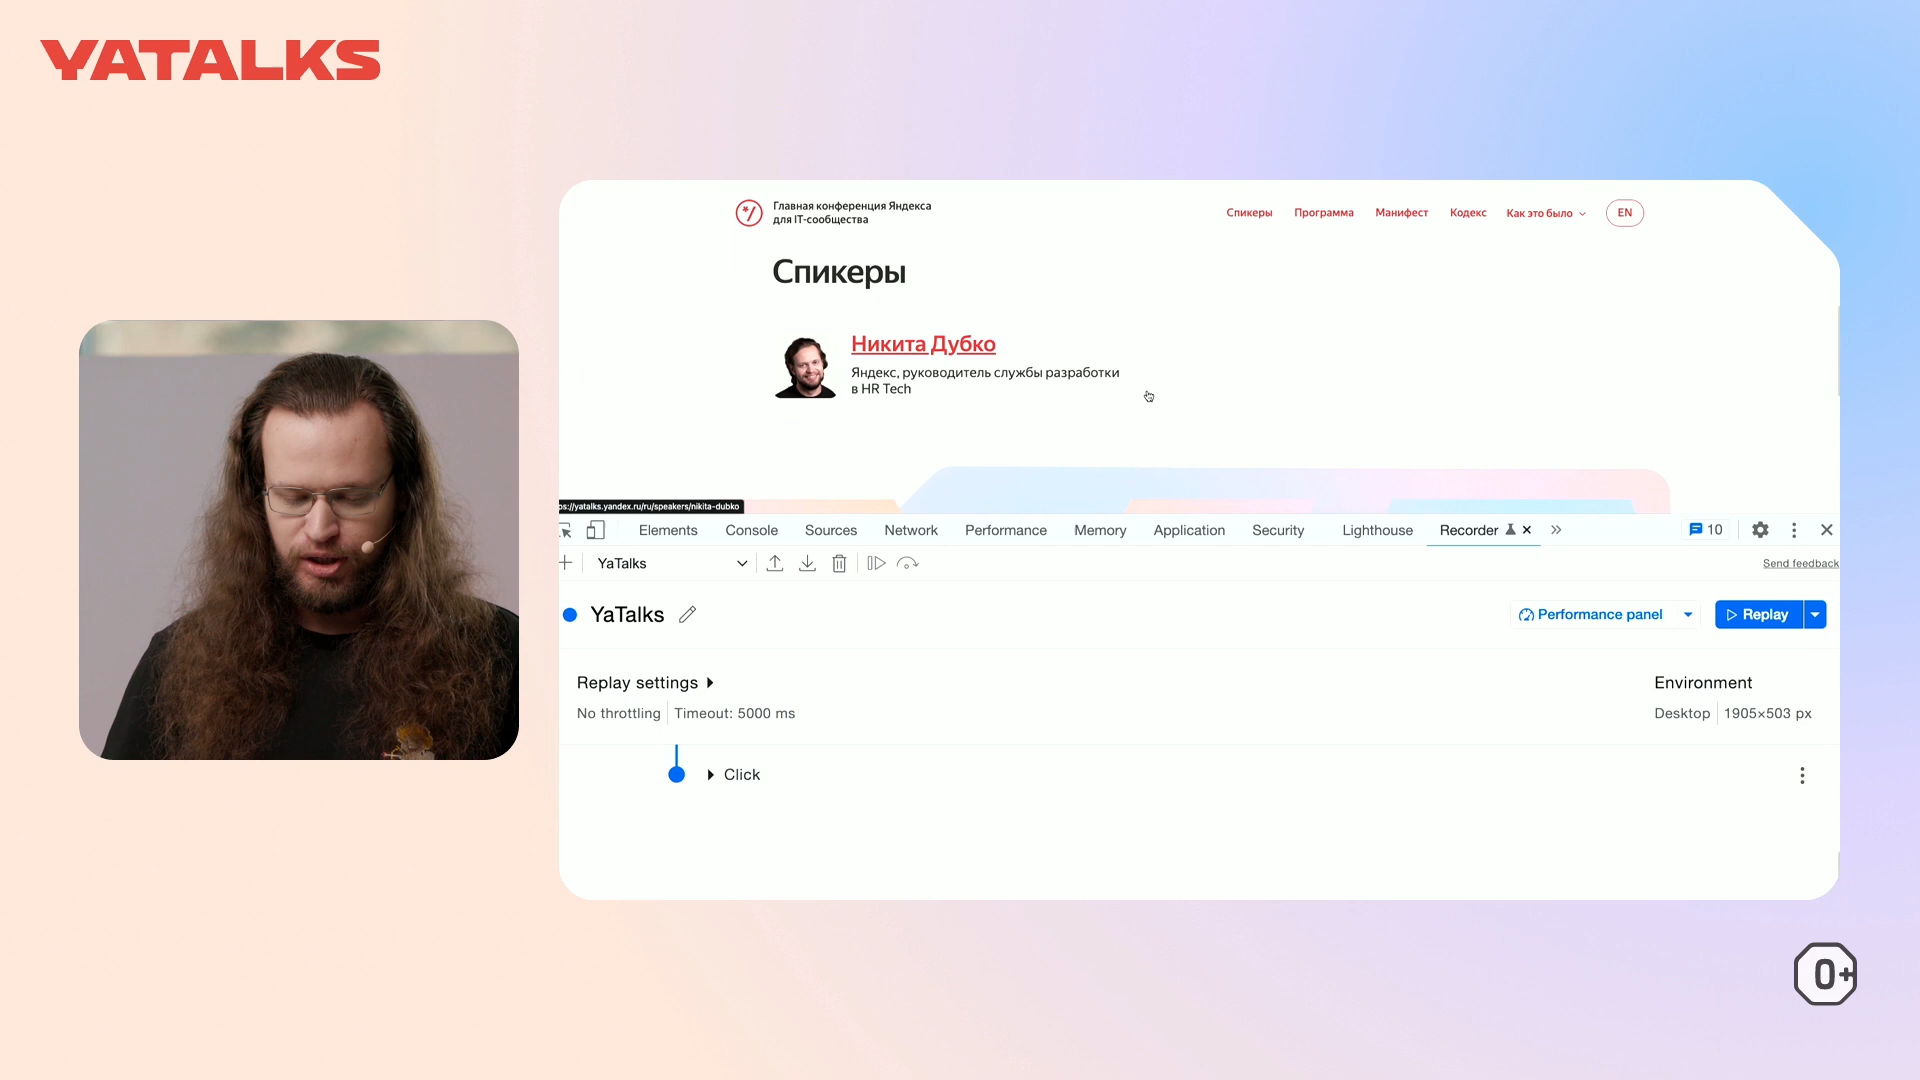 YATALKS
Главная конференция Яндекса
для IT-сообщества
Спикеры
Программа
Манифест
Кодекс
Как это было
EN
Спикеры
Никита Дубко
Яндекс, руководитель службы разработки
в HR Tech
ps://yatalks.yandex.ru/ru/speakers/nikita-dubko
Elements
Console
Sources
Network
Performance
Memory
Application
Security
Lighthouse
Recorder
10
YaTalks
Send feedback
YaTalks
Performance panel
Replay
Replay settings
Environment
No throttling
Timeout: 5000 ms
Desktop
1905×503 px
Click
0+